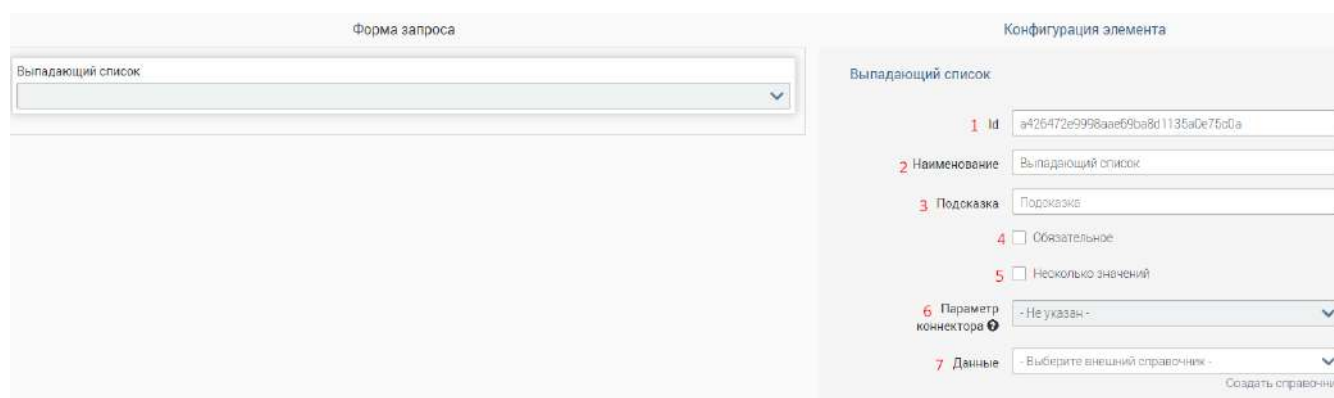 Форма запроса
Конфигурация элемента
Выпадающий список
Выпадающий список
1 Id a426472e9998aae69ba8d1135a0e75c0a
2 Наименование Выпадающий список
3 Подсказка Подсказка
4 Обязательное
5 Несколько значений
6 Параметр коннектора - Не указан -
7 Данные - Выберите внешний справочник -
Создать справочни